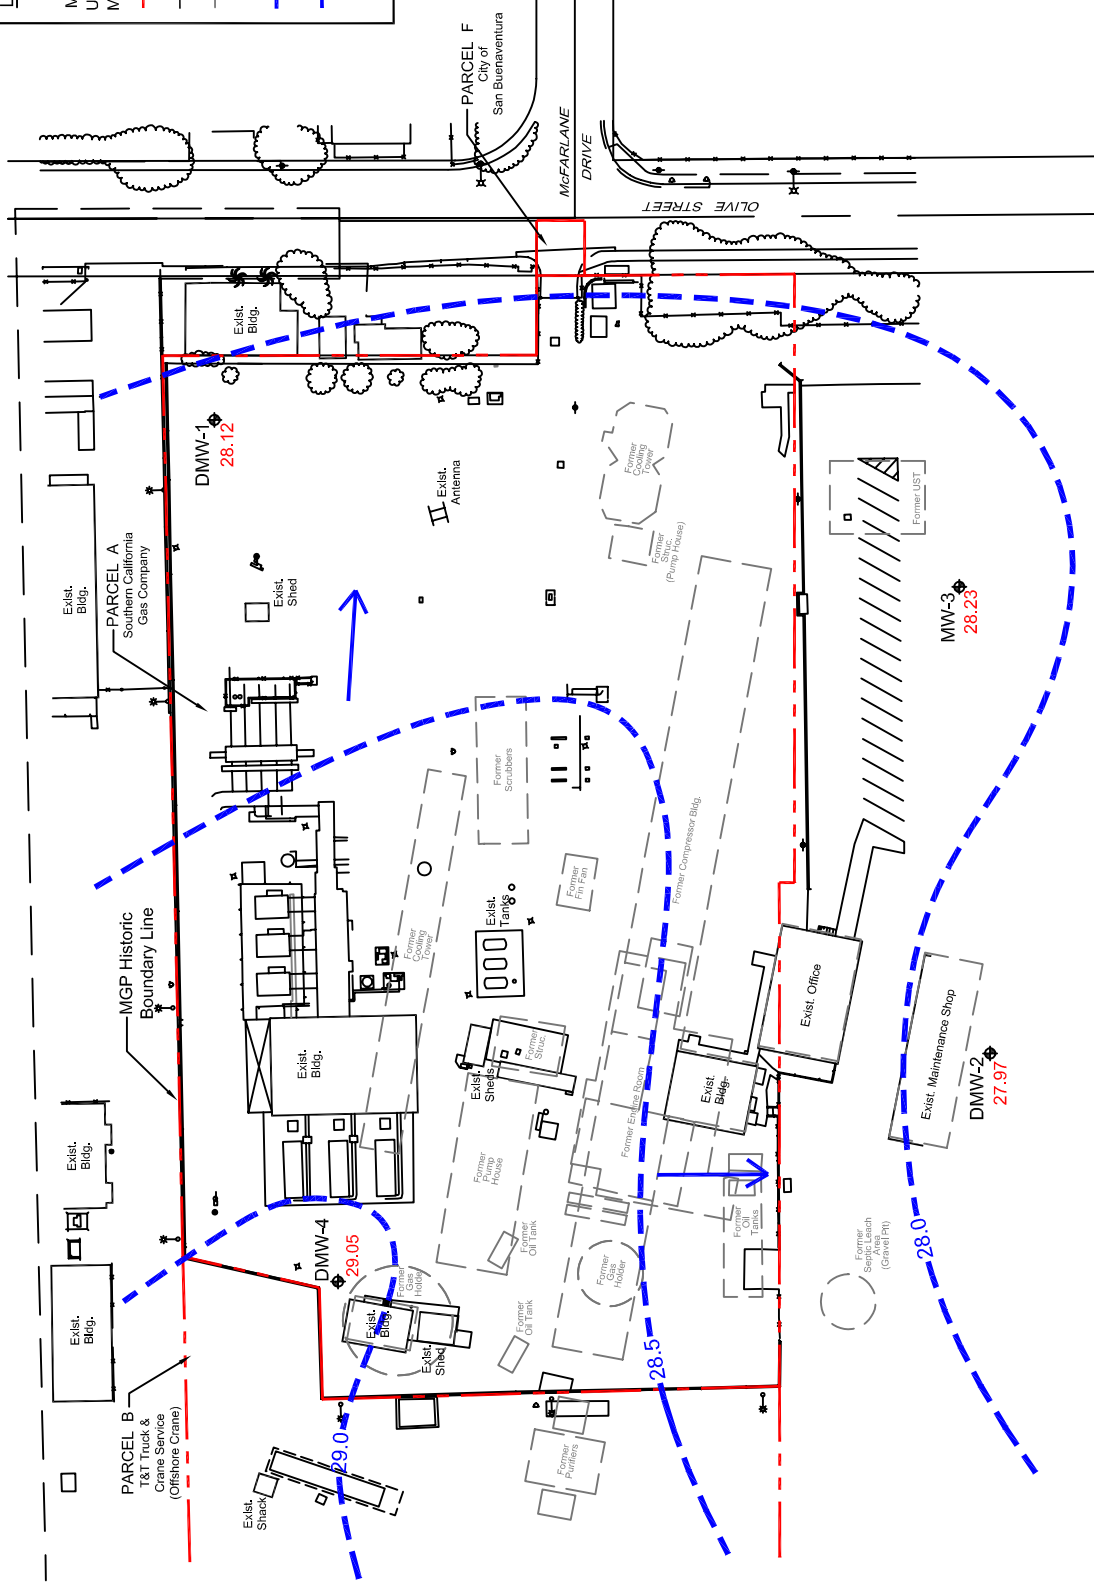 PARCEL F
City of
San Buenaventura
McFARLANE
DRIVE
OLIVE STREET
Exist.
Bldg.
DMW-1
28.12
Exist.
Antenna
Former
Cooling
Tower
Former
Struc.
(Pump House)
Former UST
Exist.
Bldg.
PARCEL A
Southern California
Gas Company
Exist.
Shed
MW-3
28.23
Former
Scrubbers
Former Compressor Bldg.
Former
Fin Fan
MGP Historic
Boundary Line
Former
Cooling
Tower
Exist.
Tanks
Exist. Office
Exist. Maintenance Shop
DMW-2
27.97
Exist.
Bldg.
Former
Struc.
Exist.
Sheds
Exist.
Bldg.
Former Engine Room
Exist.
Bldg.
Former
Pump
House
Former
Oil Tank
Former
Oil
Tanks
Former
Septic Leach
Area
(Gravel Pit)
28.0
DMW-4
29.05
Former
Gas
Holder
Former
Gas
Holder
Exist.
Bldg.
Exist.
Bldg.
Exist.
Shed
Former
Oil Tank
28.5
PARCEL B
T&T Truck &
Crane Service
(Offshore Crane)
29.0
Former
Purifiers
Exist.
Shack